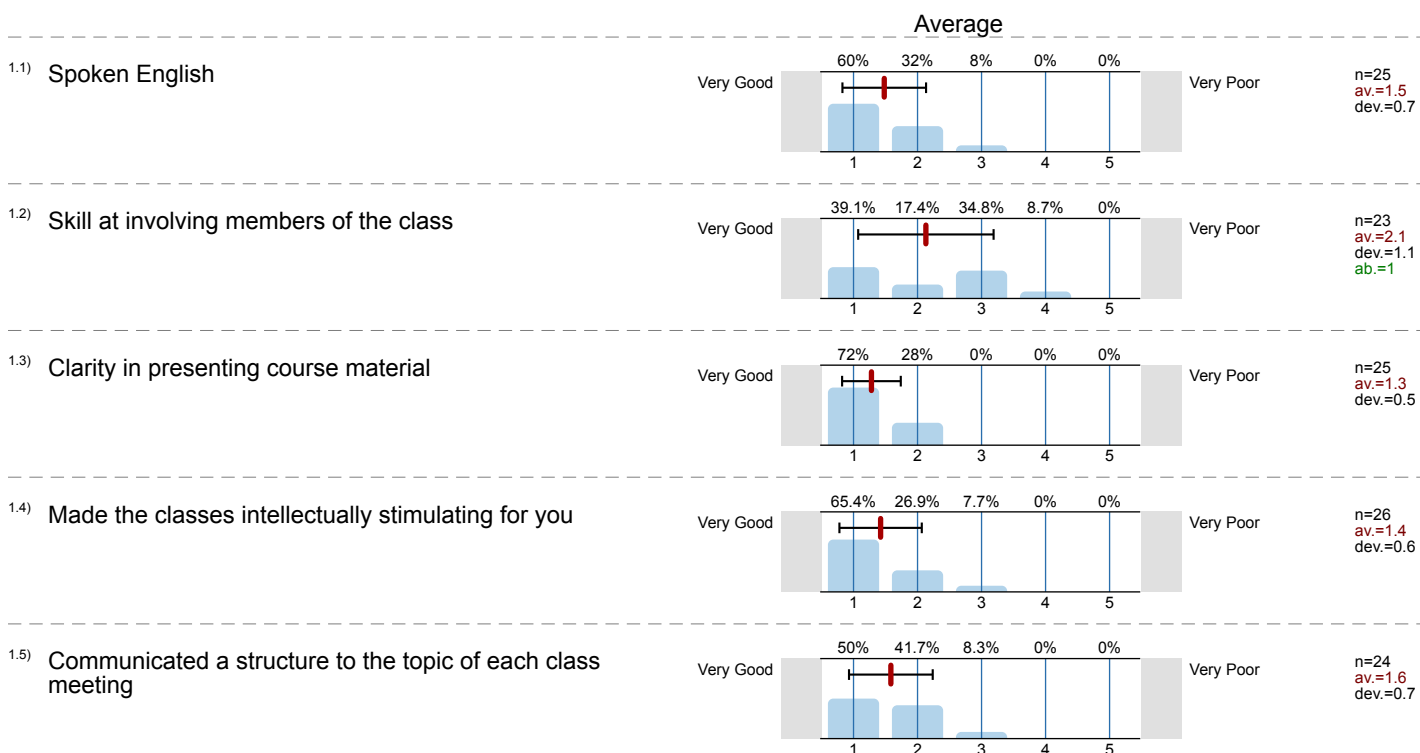 Average
1.1) Spoken English
60% 32% 8% 0% 0%
Very Good Very Poor
n=25
av.=1.5
dev.=0.7
1 2 3 4 5
1.2) Skill at involving members of the class
39.1% 17.4% 34.8% 8.7% 0%
Very Good Very Poor
n=23
av.=2.1
dev.=1.1
ab.=1
1 2 3 4 5
1.3) Clarity in presenting course material
72% 28% 0% 0% 0%
Very Good Very Poor
n=25
av.=1.3
dev.=0.5
1 2 3 4 5
1.4) Made the classes intellectually stimulating for you
65.4% 26.9% 7.7% 0% 0%
Very Good Very Poor
n=26
av.=1.4
dev.=0.6
1 2 3 4 5
1.5) Communicated a structure to the topic of each class
meeting
50% 41.7% 8.3% 0% 0%
Very Good Very Poor
n=24
av.=1.6
dev.=0.7
1 2 3 4 5